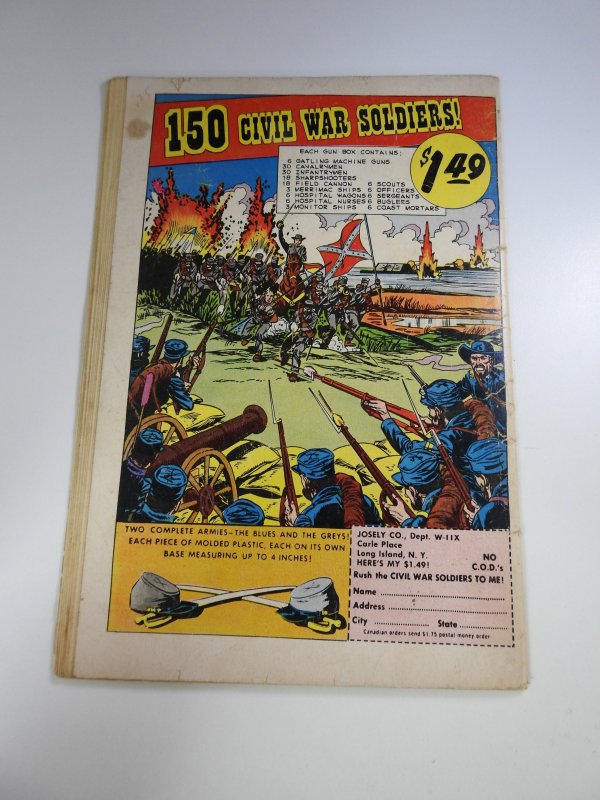 150 CIVIL WAR SOLDIERS!
EACH GUN BOX CONTAINS:
$1.49
6 GATLING MACHINE GUNS
30 CAVALRYMEN
30 INFANTRYMEN
18 SHARPSHOOTERS
18 FIELD CANNON 6 SCOUTS
3 MERRIMAC SHIPS 6 OFFICERS
6 HOSPITAL WAGONS 6 SERGEANTS
6 HOSPITAL NURSES 6 BUGLERS
3 MONITOR SHIPS 6 COAST MORTARS
TWO COMPLETE ARMIES—THE BLUES AND THE GREYS!
EACH PIECE OF MOLDED PLASTIC, EACH ON ITS OWN
BASE MEASURING UP TO 4 INCHES!
JOSELY CO., Dept. W-11X
Carle Place
Long Island, N. Y.
HERE'S MY $1.49!
NO
C.O.D.'s
Rush the CIVIL WAR SOLDIERS TO ME!
Name
Address
City State
Canadian orders send $1.75 postal money order